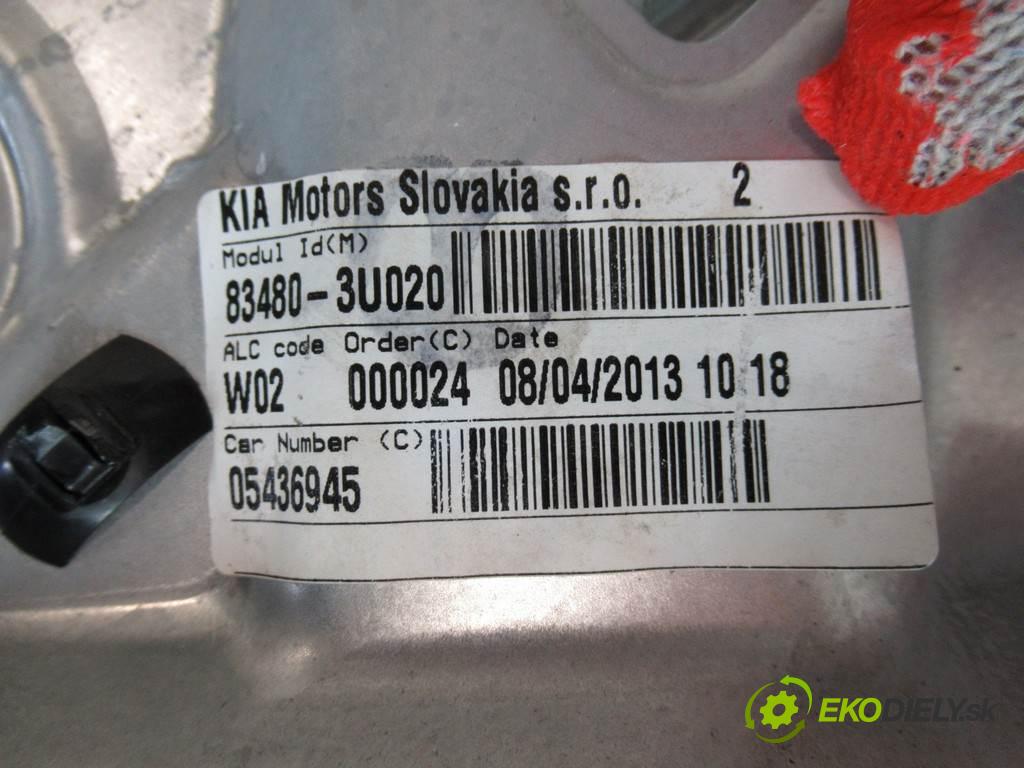 KIA Motors Slovakia s.r.o. 2
Modul Id(M)
83480-3U020
ALC code Order(C) Date
W02 000024 08/04/2013 10 18
Car Number (C)
05436945
EKODIELY.sk